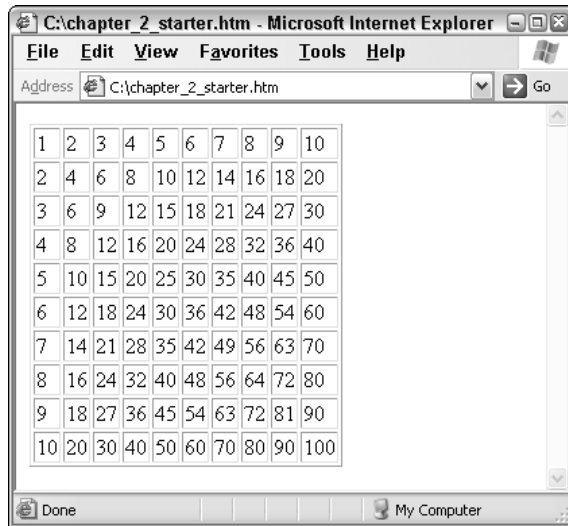 C:\chapter_2_starter.htm - Microsoft Internet Explorer
File Edit View Favorites Tools Help
Address C:\chapter_2_starter.htm Go
1 2 3 4 5 6 7 8 9 10
2 4 6 8 10 12 14 16 18 20
3 6 9 12 15 18 21 24 27 30
4 8 12 16 20 24 28 32 36 40
5 10 15 20 25 30 35 40 45 50
6 12 18 24 30 36 42 48 54 60
7 14 21 28 35 42 49 56 63 70
8 16 24 32 40 48 56 64 72 80
9 18 27 36 45 54 63 72 81 90
10 20 30 40 50 60 70 80 90 100
Done My Computer